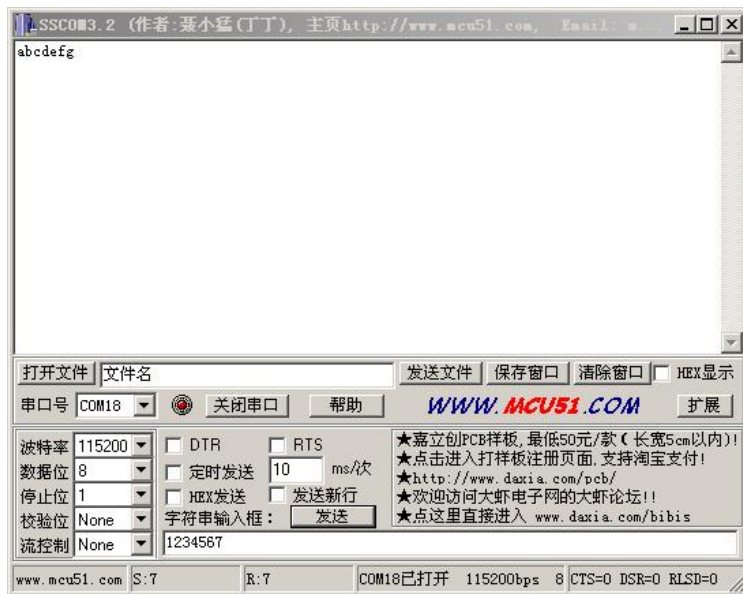 SSCOM3.2 (作者:聂小猛(丁丁), 主页http://www.mcu51.com, Email: m...
abcdefg
打开文件 文件名 发送文件 保存窗口 清除窗口 HEX显示
串口号 COM18 关闭串口 帮助 WWW.MCU51.COM 扩展
波特率 115200 DTR RTS
数据位 8 定时发送 10 ms/次
停止位 1 HEX发送 发送新行
校验位 None 字符串输入框: 发送
流控制 None 1234567
★嘉立创PCB样板,最低50元/款(长宽5cm以内)!
★点击进入打样板注册页面,支持淘宝支付!
★http://www.daxia.com/pcb/
★欢迎访问大虾电子网的大虾论坛!!
★点这里直接进入 www.daxia.com/bibis
www.mcu51.com S:7 R:7 COM18已打开 115200bps 8 CTS=0 DSR=0 RLSD=0